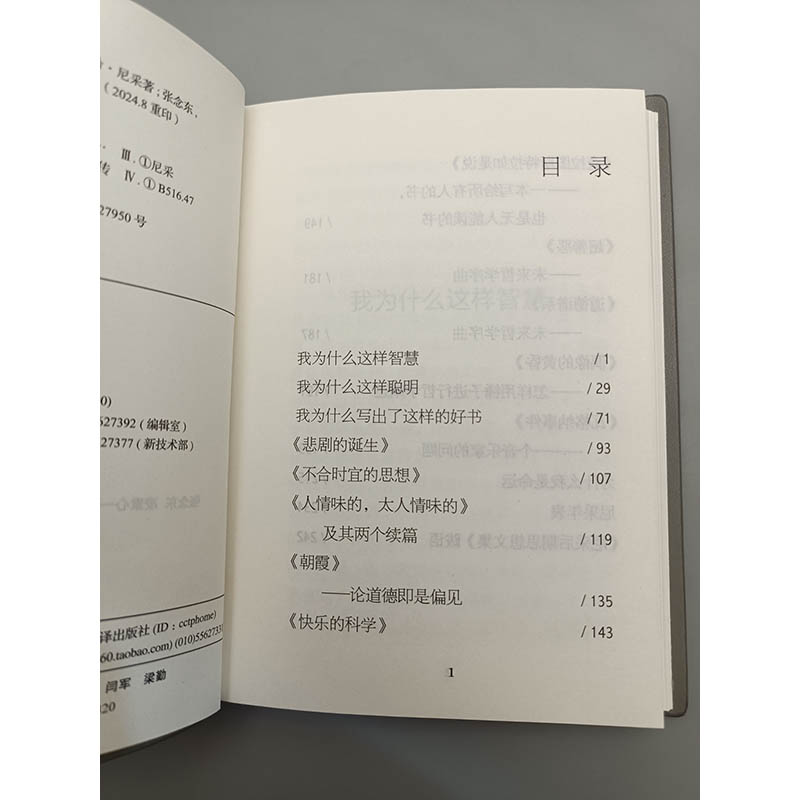 · 尼采著；张念东，
（2024.8 重印）
Ⅲ.①尼采
传 Ⅳ.①B516.47
27950 号
627392（编辑室）
27377（新技术部）
译出版社 (ID：cctphome)
60.taobao.com) (010)5562733
闫军 梁勤
目 录
我为什么这样智慧 / 1
我为什么这样聪明 / 29
我为什么写出了这样的好书 / 71
《悲剧的诞生》 / 93
《不合时宜的思想》 / 107
《人情味的，太人情味的》
及其两个续篇 / 119
《朝霞》
——论道德即是偏见 / 135
《快乐的科学》 / 143
1